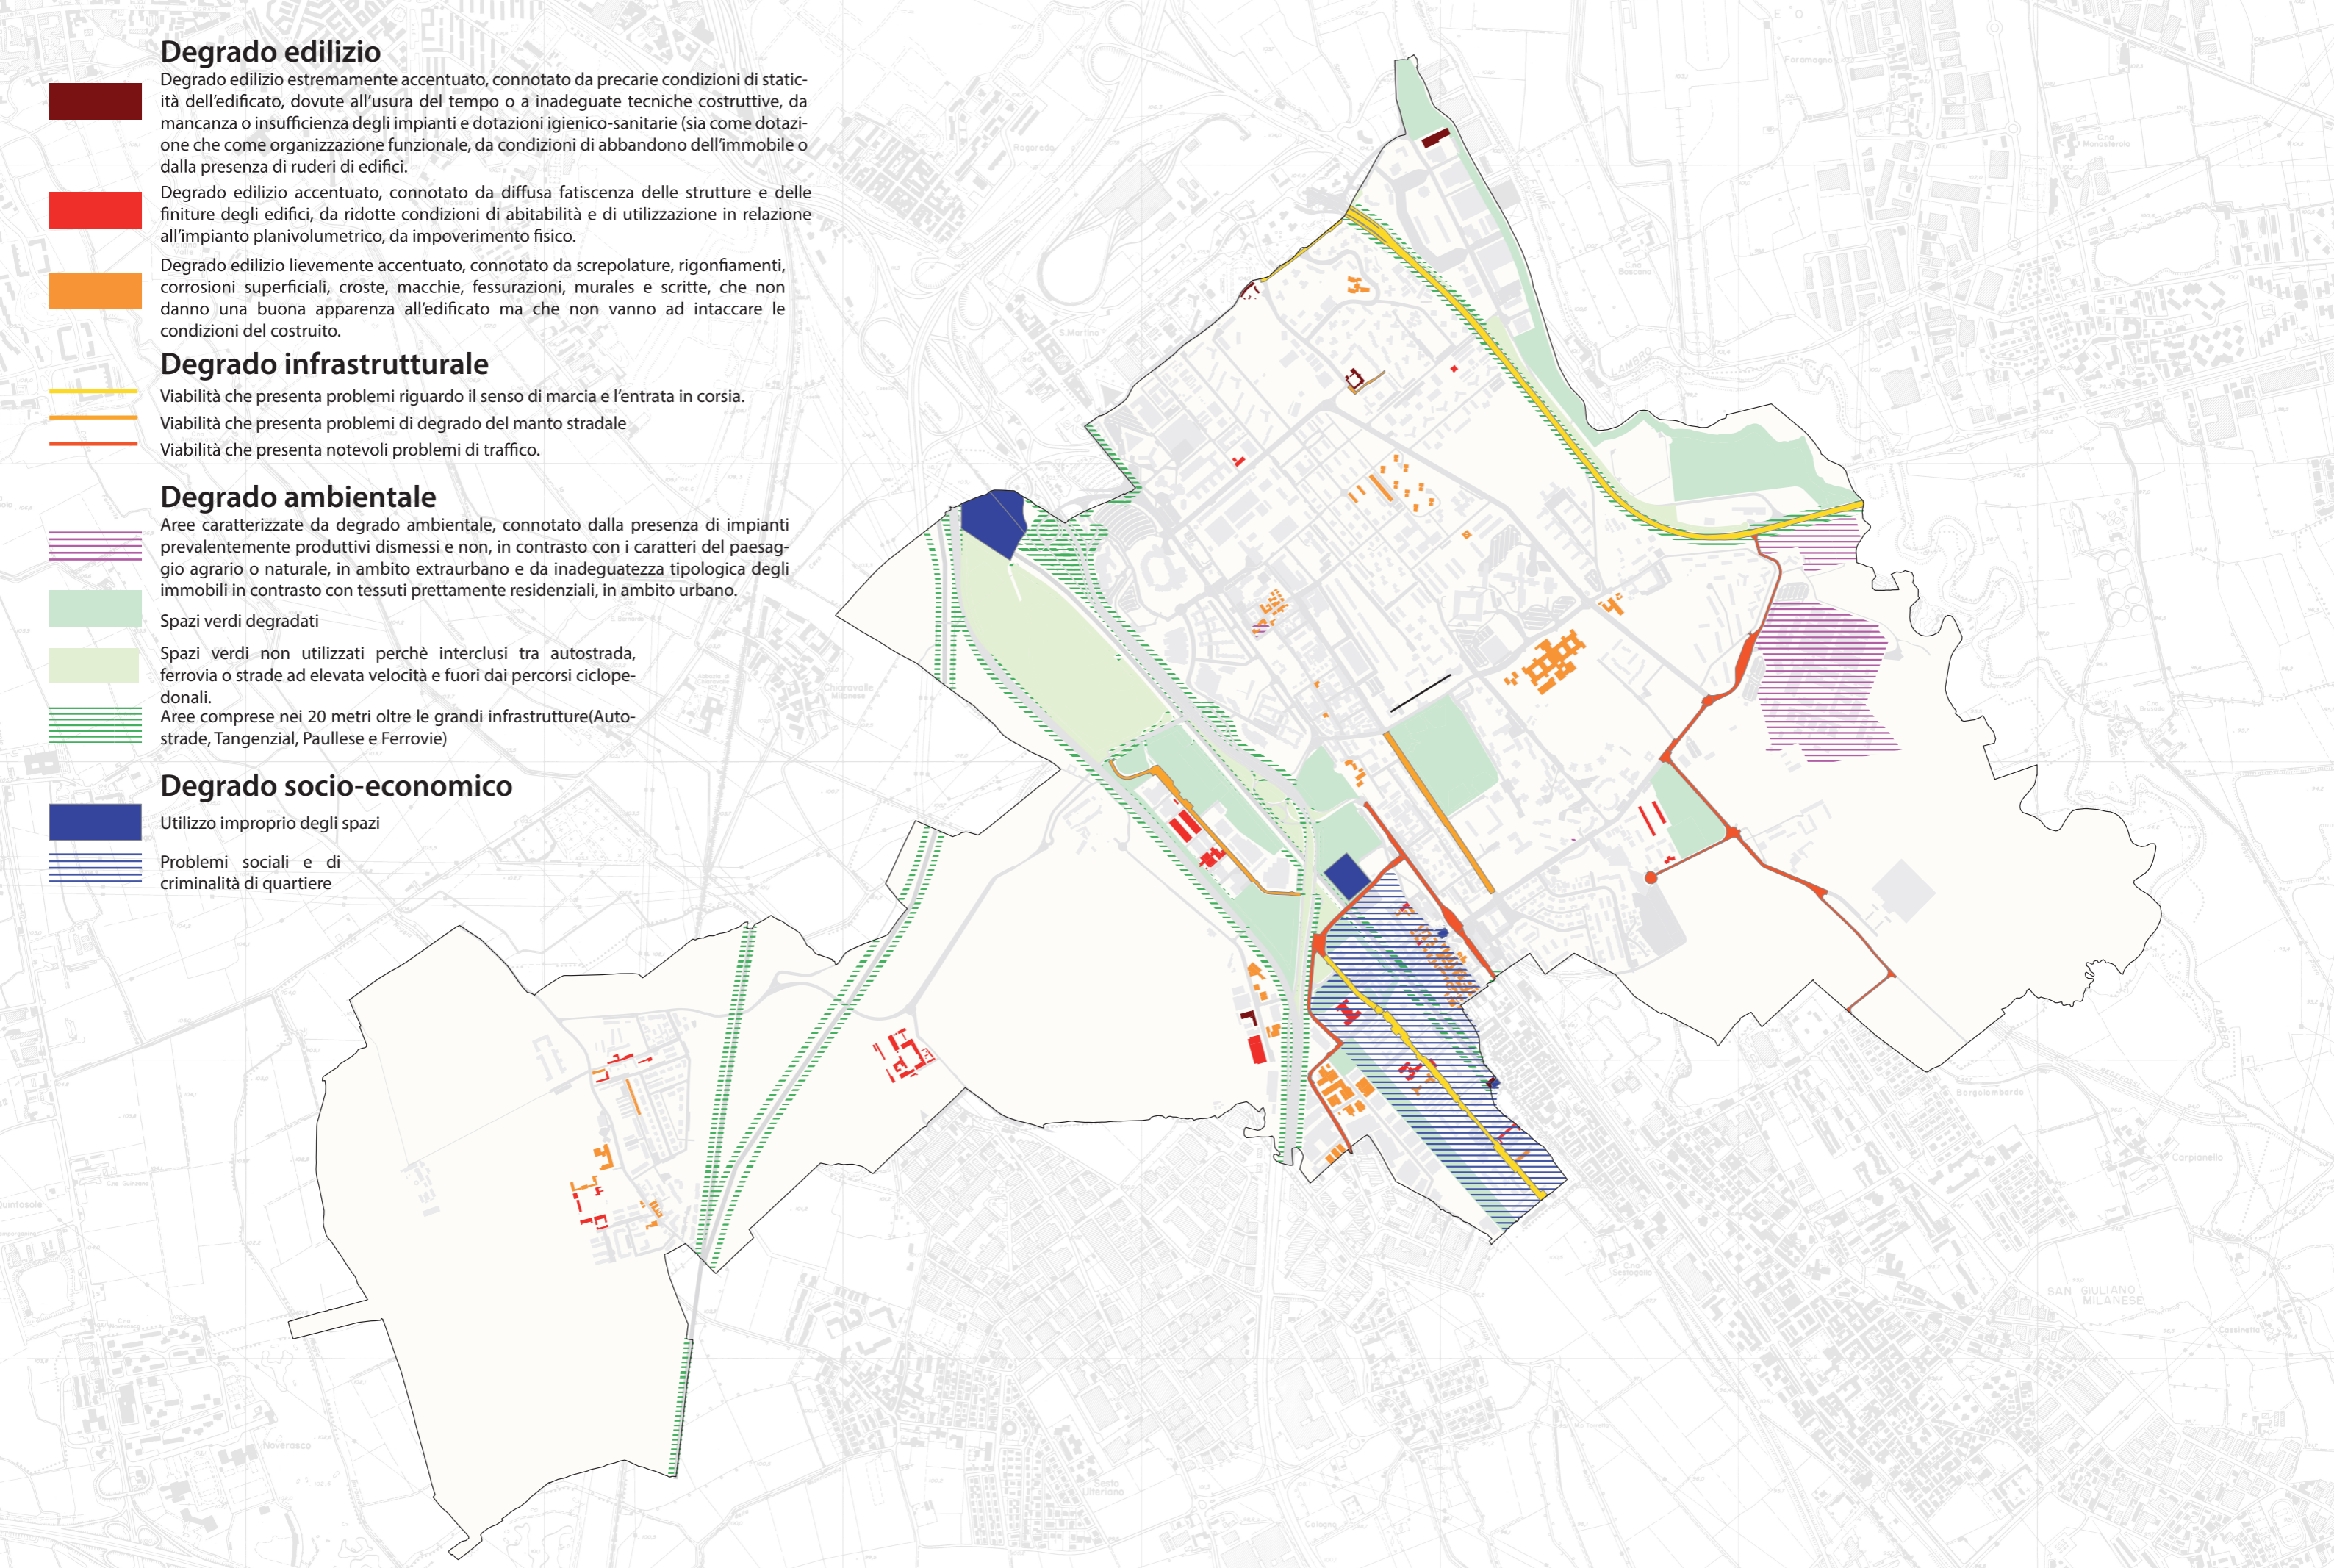 Degrado edilizio
Degrado edilizio estremamente accentuato, connotato da precarie condizioni di static-
ità dell'edificato, dovute all'usura del tempo o a inadeguate tecniche costruttive, da
mancanza o insufficienza degli impianti e dotazioni igienico-sanitarie (sia come dotazi-
one che come organizzazione funzionale, da condizioni di abbandono dell'immobile o
dalla presenza di ruderi di edifici.
Degrado edilizio accentuato, connotato da diffusa fatiscenza delle strutture e delle
finiture degli edifici, da ridotte condizioni di abitabilità e di utilizzazione in relazione
all'impianto planivolumetrico, da impoverimento fisico.
Degrado edilizio lievemente accentuato, connotato da screpolature, rigonfiamenti,
corrosioni superficiali, croste, macchie, fessurazioni, murales e scritte, che non
danno una buona apparenza all'edificato ma che non vanno ad intaccare le
condizioni del costruito.
Degrado infrastrutturale
Viabilità che presenta problemi riguardo il senso di marcia e l'entrata in corsia.
Viabilità che presenta problemi di degrado del manto stradale
Viabilità che presenta notevoli problemi di traffico.
Degrado ambientale
Aree caratterizzate da degrado ambientale, connotato dalla presenza di impianti
prevalentemente produttivi dismessi e non, in contrasto con i caratteri del paesag-
gio agrario o naturale, in ambito extraurbano e da inadeguatezza tipologica degli
immobili in contrasto con tessuti prettamente residenziali, in ambito urbano.
Spazi verdi degradati
Spazi verdi non utilizzati perchè interclusi tra autostrada,
ferrovia o strade ad elevata velocità e fuori dai percorsi ciclope-
donali.
Aree comprese nei 20 metri oltre le grandi infrastrutture(Auto-
strade, Tangenzial, Paullese e Ferrovie)
Degrado socio-economico
Utilizzo improprio degli spazi
Problemi sociali e di
criminalità di quartiere
Rogoredo
S.Martino
Chiaravalle
Milanese
Noverasco
Sesto
Ulteriano
Borgolombardo
Carpianello
SAN GIULIANO
MILANESE
Cassinetta